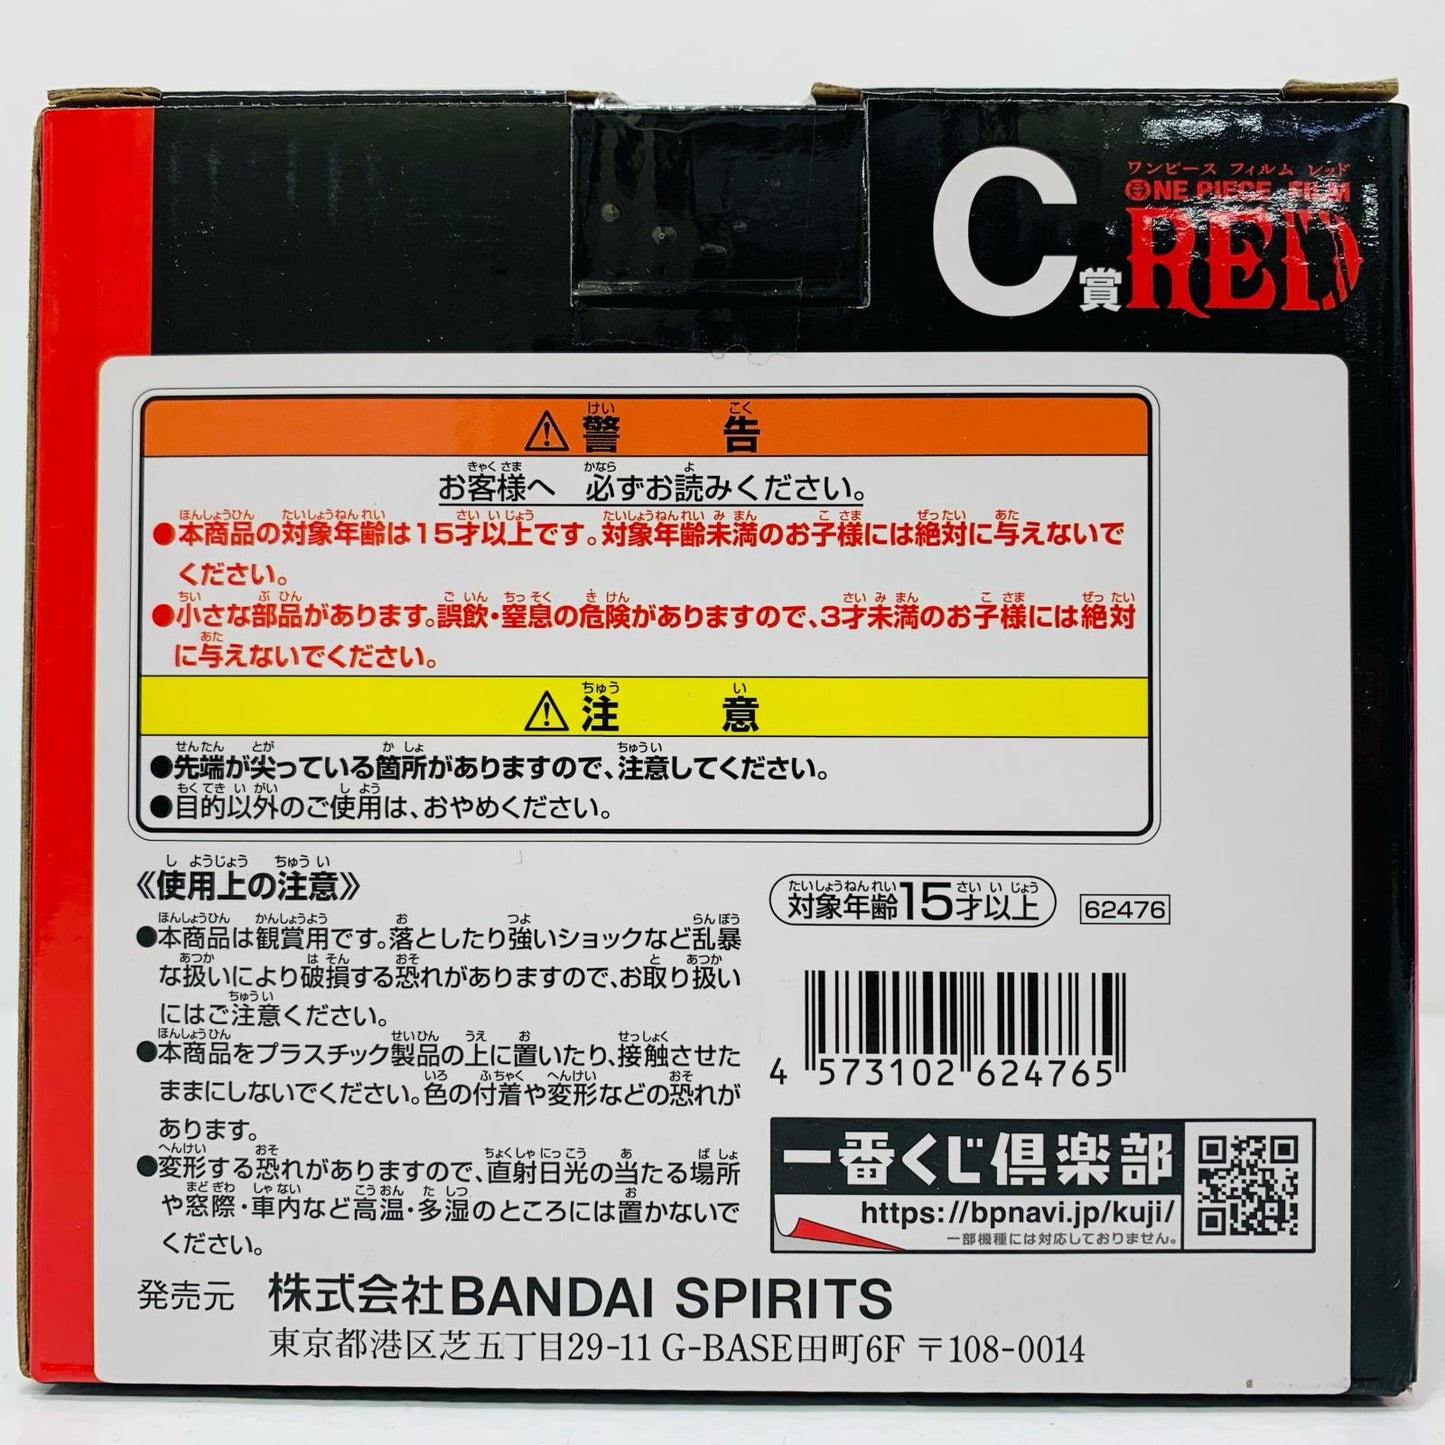 C賞
ワンピース フィルム レッド
ONE PIECE FILM
RED
⚠警告
お客様へ 必ずお読みください。
●本商品の対象年齢は15才以上です。対象年齢未満のお子様には絶対に与えないで
ください。
●小さな部品があります。誤飲・窒息の危険がありますので、3才未満のお子様には絶対
に与えないでください。
⚠注意
●先端が尖っている箇所がありますので、注意してください。
●目的以外のご使用は、おやめください。
《使用上の注意》
●本商品は観賞用です。落としたり強いショックなど乱暴
な扱いにより破損する恐れがありますので、お取り扱い
にはご注意ください。
●本商品をプラスチック製品の上に置いたり、接触させた
ままにしないでください。色の付着や変形などの恐れが
あります。
●変形する恐れがありますので、直射日光の当たる場所
や窓際・車内など高温・多湿のところには置かないで
ください。
対象年齢15才以上
62476
4 573102 624765
一番くじ倶楽部
https://bpnavi.jp/kuji/
一部機種には対応しておりません。
発売元 株式会社BANDAI SPIRITS
東京都港区芝五丁目29-11 G-BASE田町6F 〒108-0014